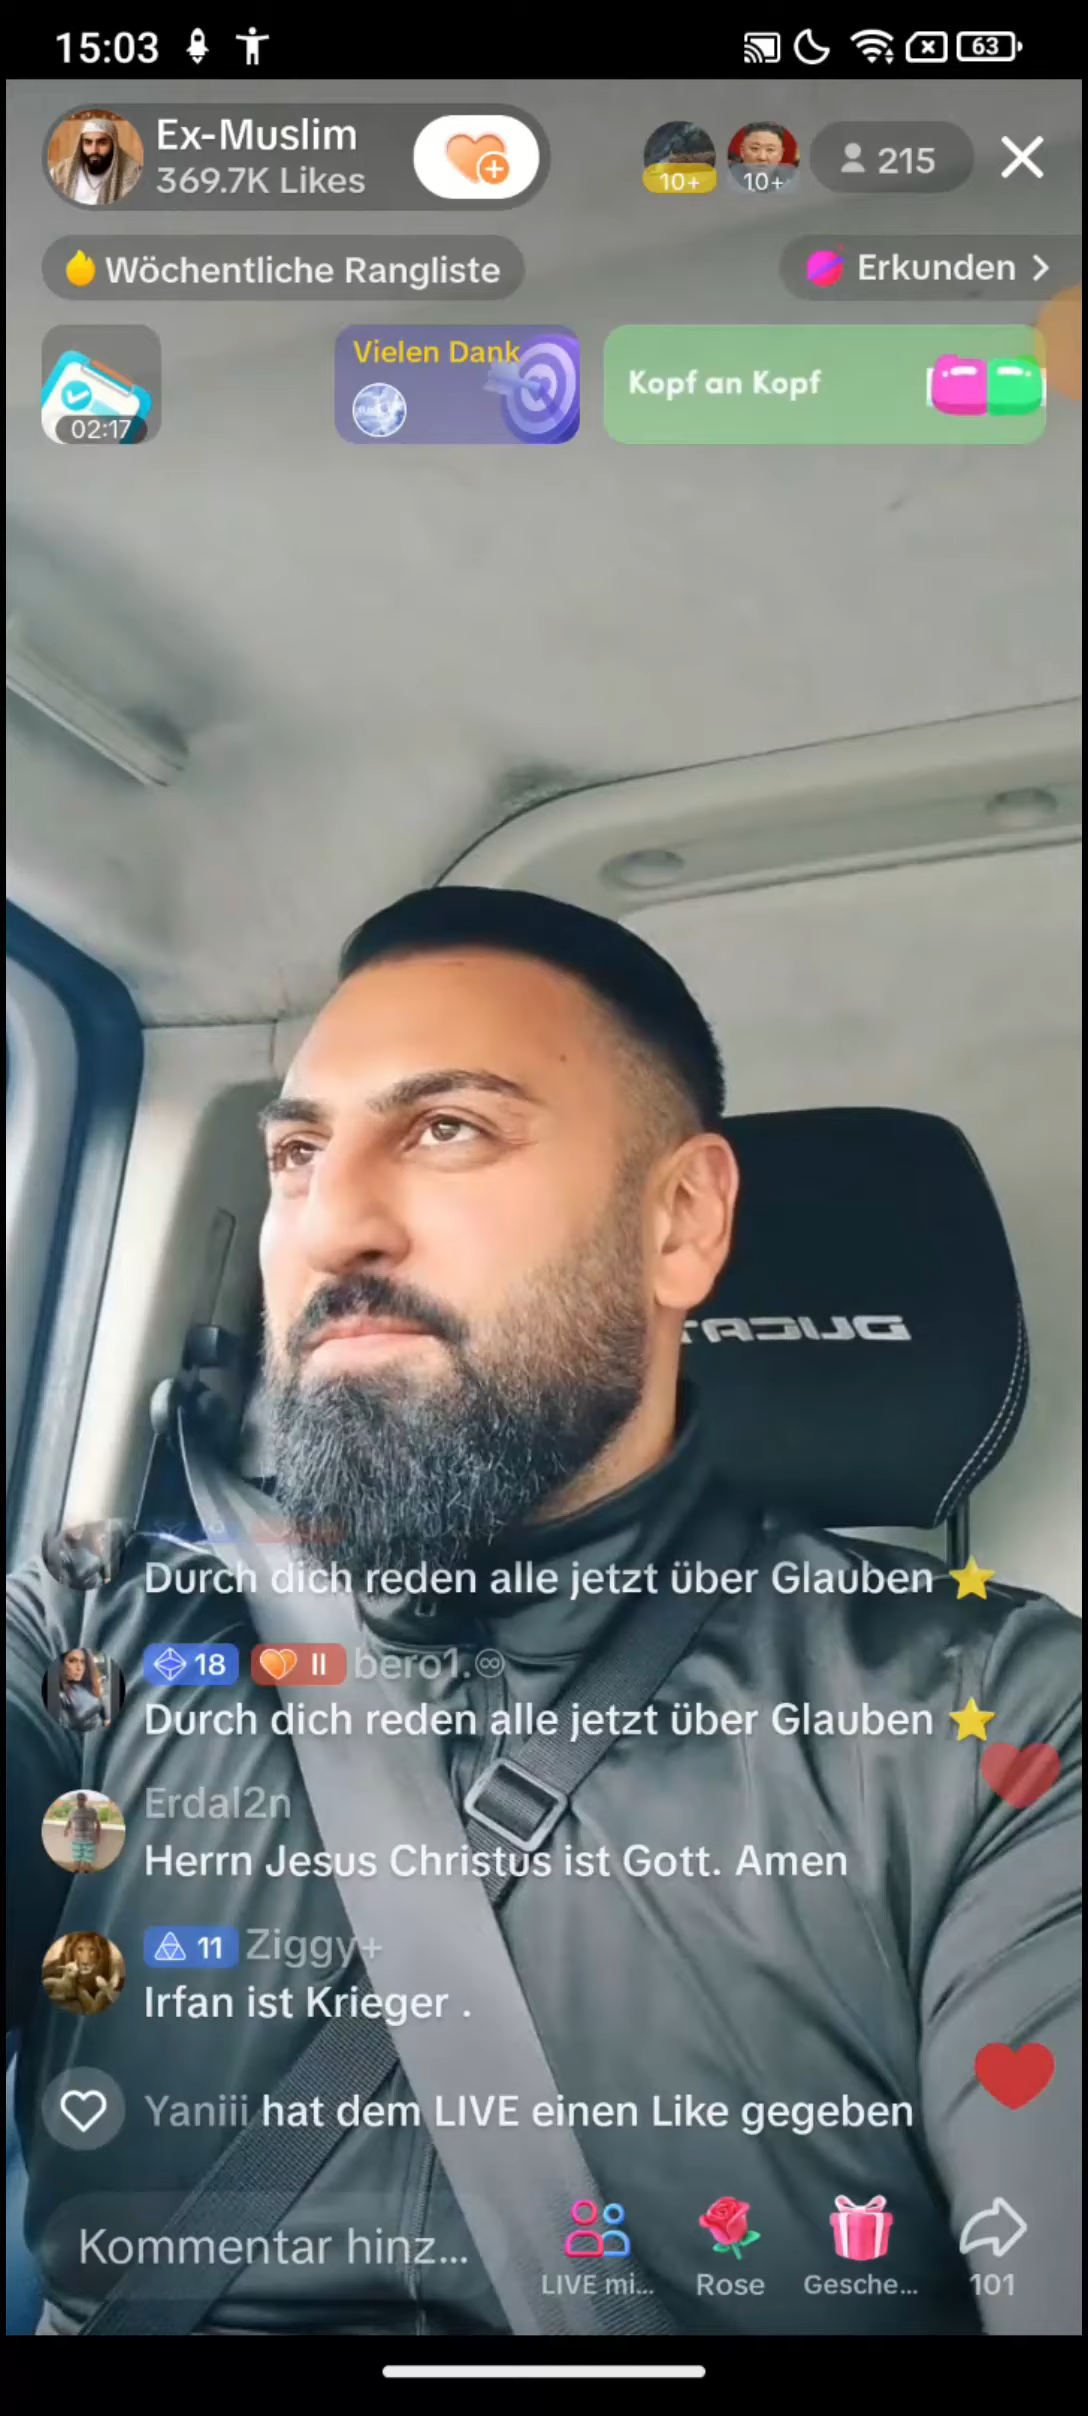 15:03
63
Ex-Muslim
369.7K Likes
10+
10+
215
Wöchentliche Rangliste
Erkunden >
02:17
Vielen Dank
Kopf an Kopf
DUCAT
Durch dich reden alle jetzt über Glauben ⭐
18 II bero1.♾
Durch dich reden alle jetzt über Glauben ⭐
Erdal2n
Herrn Jesus Christus ist Gott. Amen
11 Ziggy+
Irfan ist Krieger .
Yaniii hat dem LIVE einen Like gegeben
Kommentar hinz...
LIVE mi...
Rose
Gesche...
101